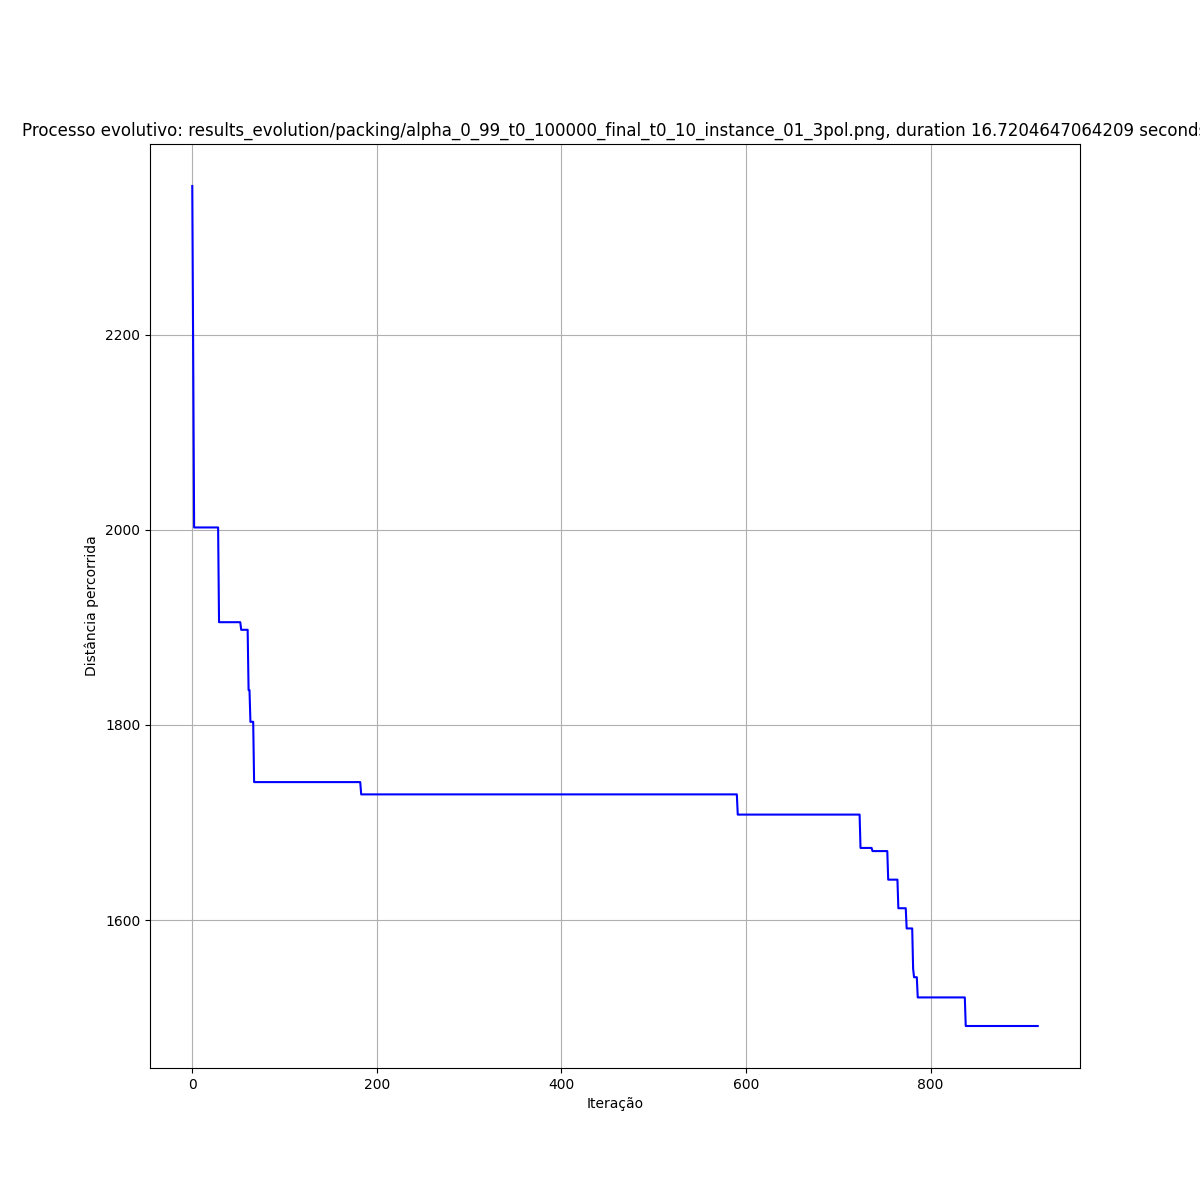 Processo evolutivo: results_evolution/packing/alpha_0_99_t0_100000_final_t0_10_instance_01_3pol.png, duration 16.7204647064209 seconds
2200
2000
1800
1600
Distância percorrida
0 200 400 600 800
Iteração